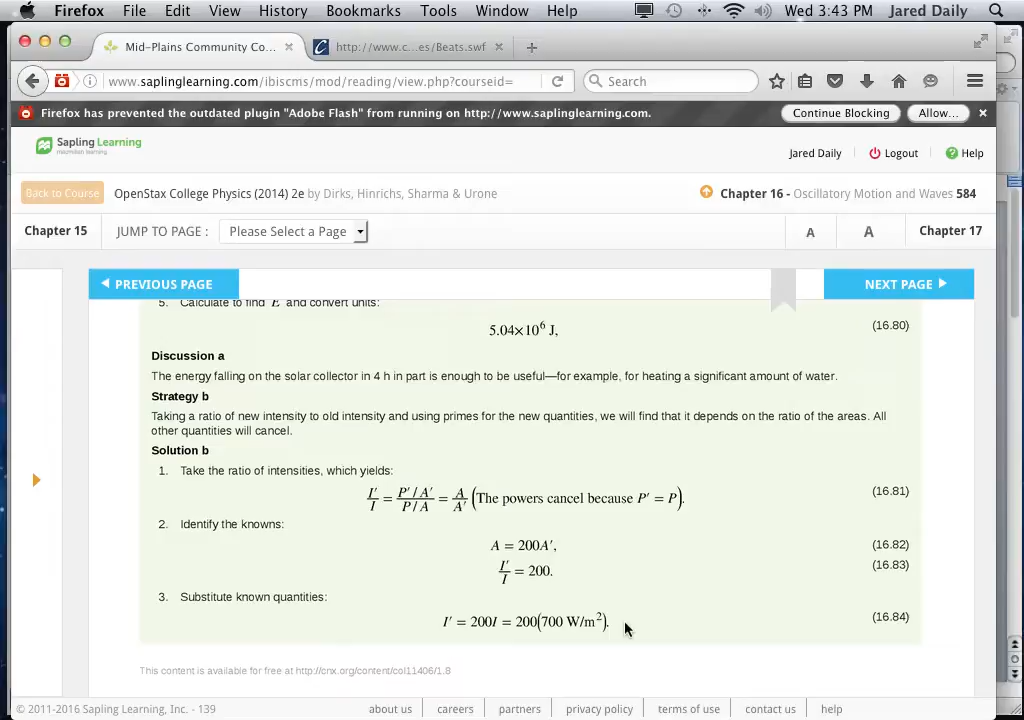 Firefox File Edit View History Bookmarks Tools Window Help Wed 3:43 PM Jared Daily
Mid-Plains Community Co... × http://www.c...es/Beats.swf × +
www.saplinglearning.com/ibiscms/mod/reading/view.php?courseid= Search
Firefox has prevented the outdated plugin "Adobe Flash" from running on http://www.saplinglearning.com. Continue Blocking Allow... ×
Sapling Learning
macmillan learning
Jared Daily Logout Help
Back to Course OpenStax College Physics (2014) 2e by Dirks, Hinrichs, Sharma & Urone Chapter 16 - Oscillatory Motion and Waves 584
Chapter 15 JUMP TO PAGE : Please Select a Page A A Chapter 17
PREVIOUS PAGE NEXT PAGE
5. Calculate to find E and convert units:
5.04×10⁶ J, (16.80)
Discussion a
The energy falling on the solar collector in 4 h in part is enough to be useful—for example, for heating a significant amount of water.
Strategy b
Taking a ratio of new intensity to old intensity and using primes for the new quantities, we will find that it depends on the ratio of the areas. All
other quantities will cancel.
Solution b
1. Take the ratio of intensities, which yields:
I′/I = (P′/A′)/(P/A) = A/A′ (The powers cancel because P′ = P). (16.81)
2. Identify the knowns:
A = 200A′, (16.82)
I′/I = 200. (16.83)
3. Substitute known quantities:
I′ = 200I = 200(700 W/m²). (16.84)
This content is available for free at http://cnx.org/content/col11406/1.8
© 2011-2016 Sapling Learning, Inc. - 139 about us careers partners privacy policy terms of use contact us help